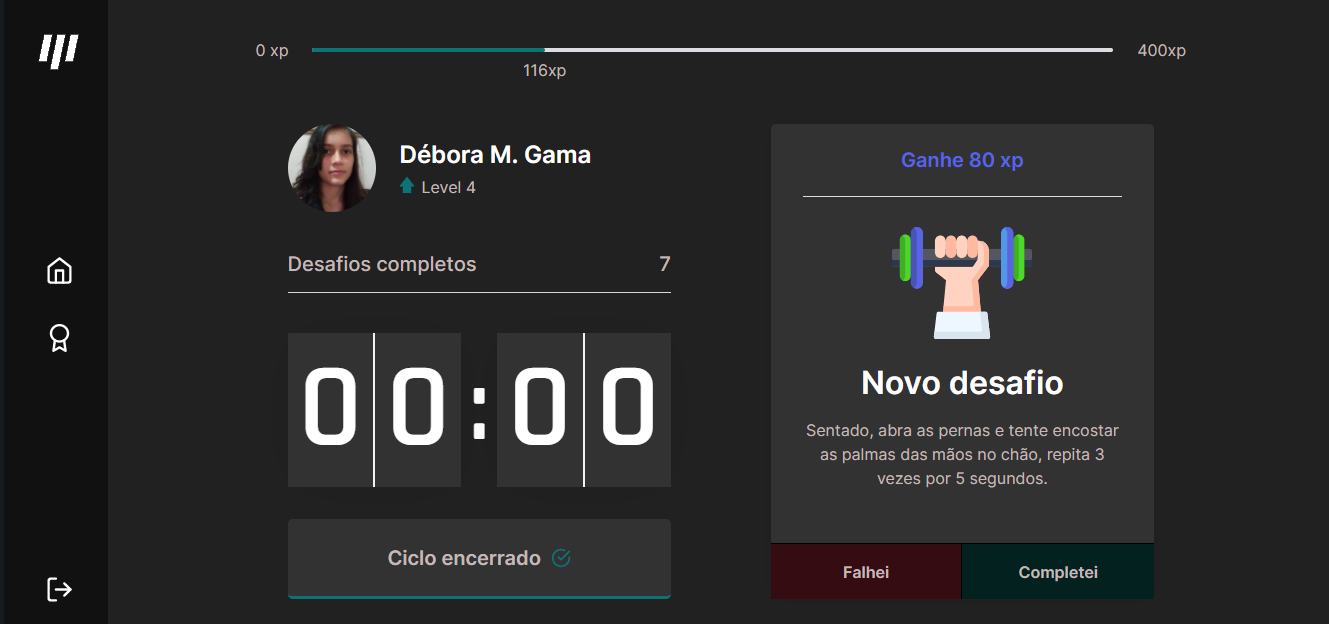 0 xp
400xp
116xp
Débora M. Gama
Level 4
Desafios completos 7
00:00
Ciclo encerrado
Ganhe 80 xp
Novo desafio
Sentado, abra as pernas e tente encostar
as palmas das mãos no chão, repita 3
vezes por 5 segundos.
Falhei
Completei